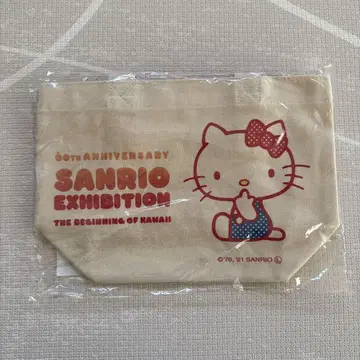 60TH ANNIVERSARY
SANRIO
EXHIBITION
THE BEGINNING OF KAWAII
©'76, '21 SANRIO Ⓛ